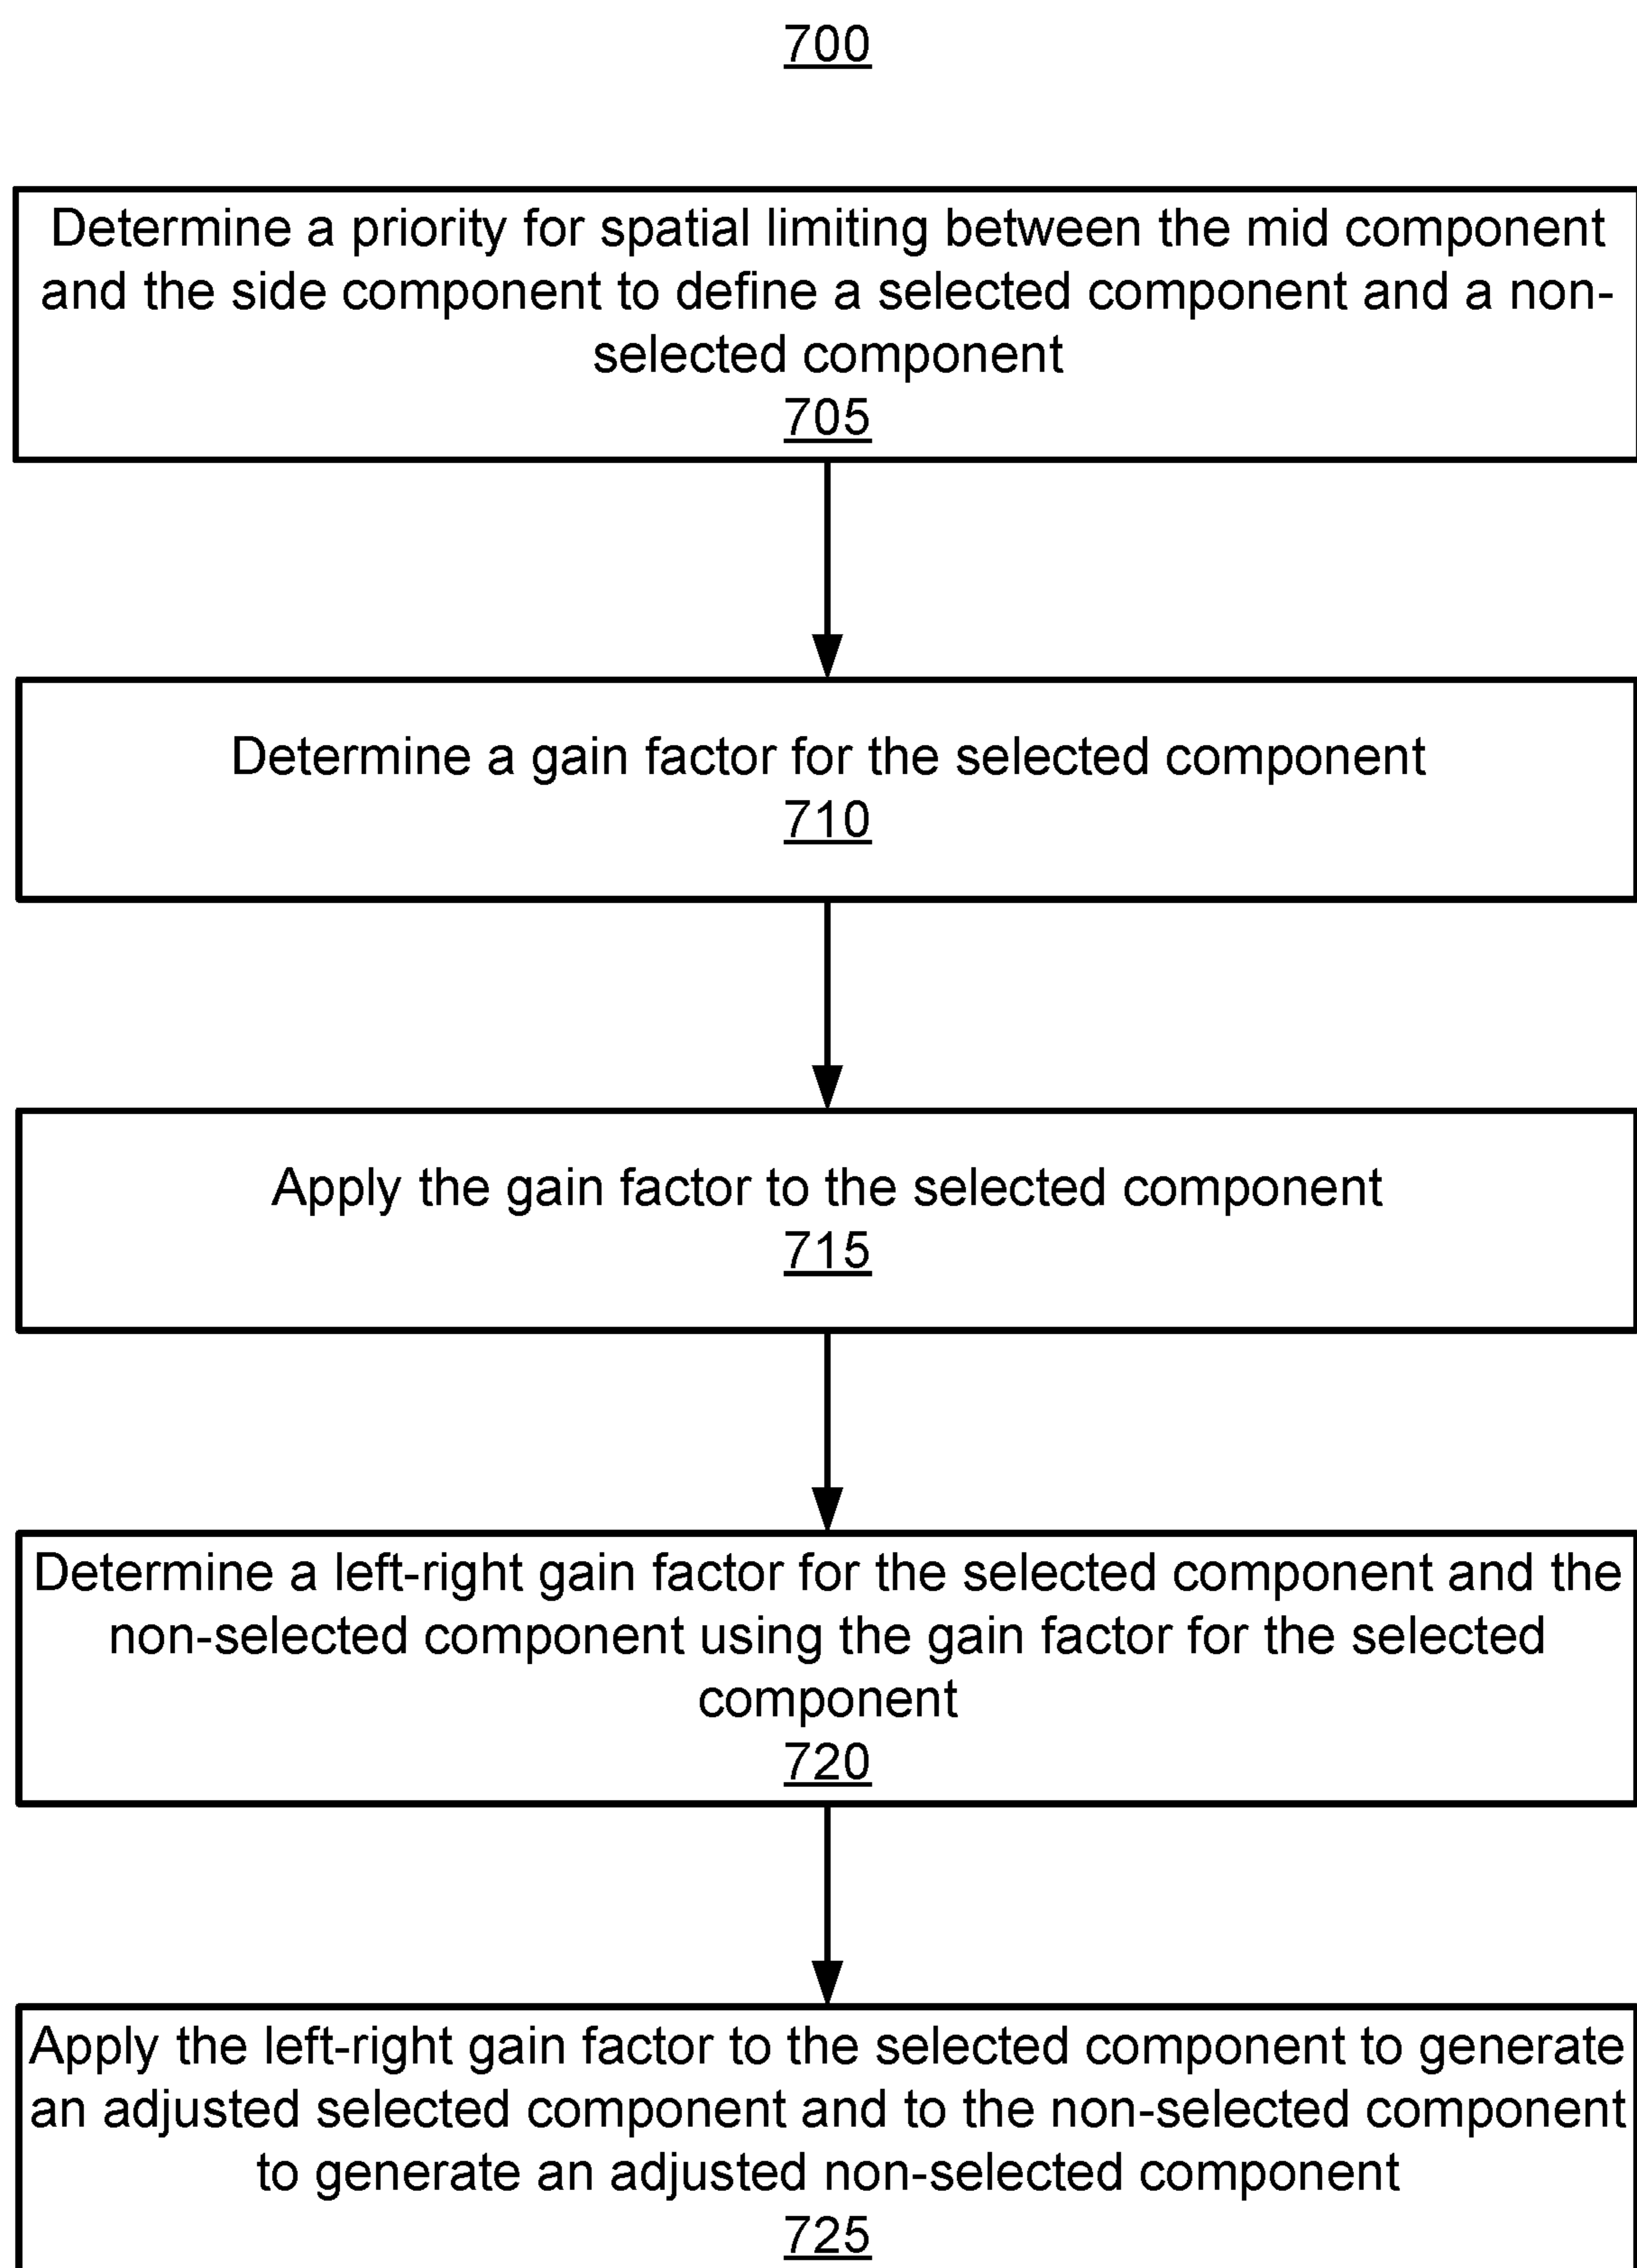 700
Determine a priority for spatial limiting between the mid component
and the side component to define a selected component and a non-
selected component
705
Determine a gain factor for the selected component
710
Apply the gain factor to the selected component
715
Determine a left-right gain factor for the selected component and the
non-selected component using the gain factor for the selected
component
720
Apply the left-right gain factor to the selected component to generate
an adjusted selected component and to the non-selected component
to generate an adjusted non-selected component
725